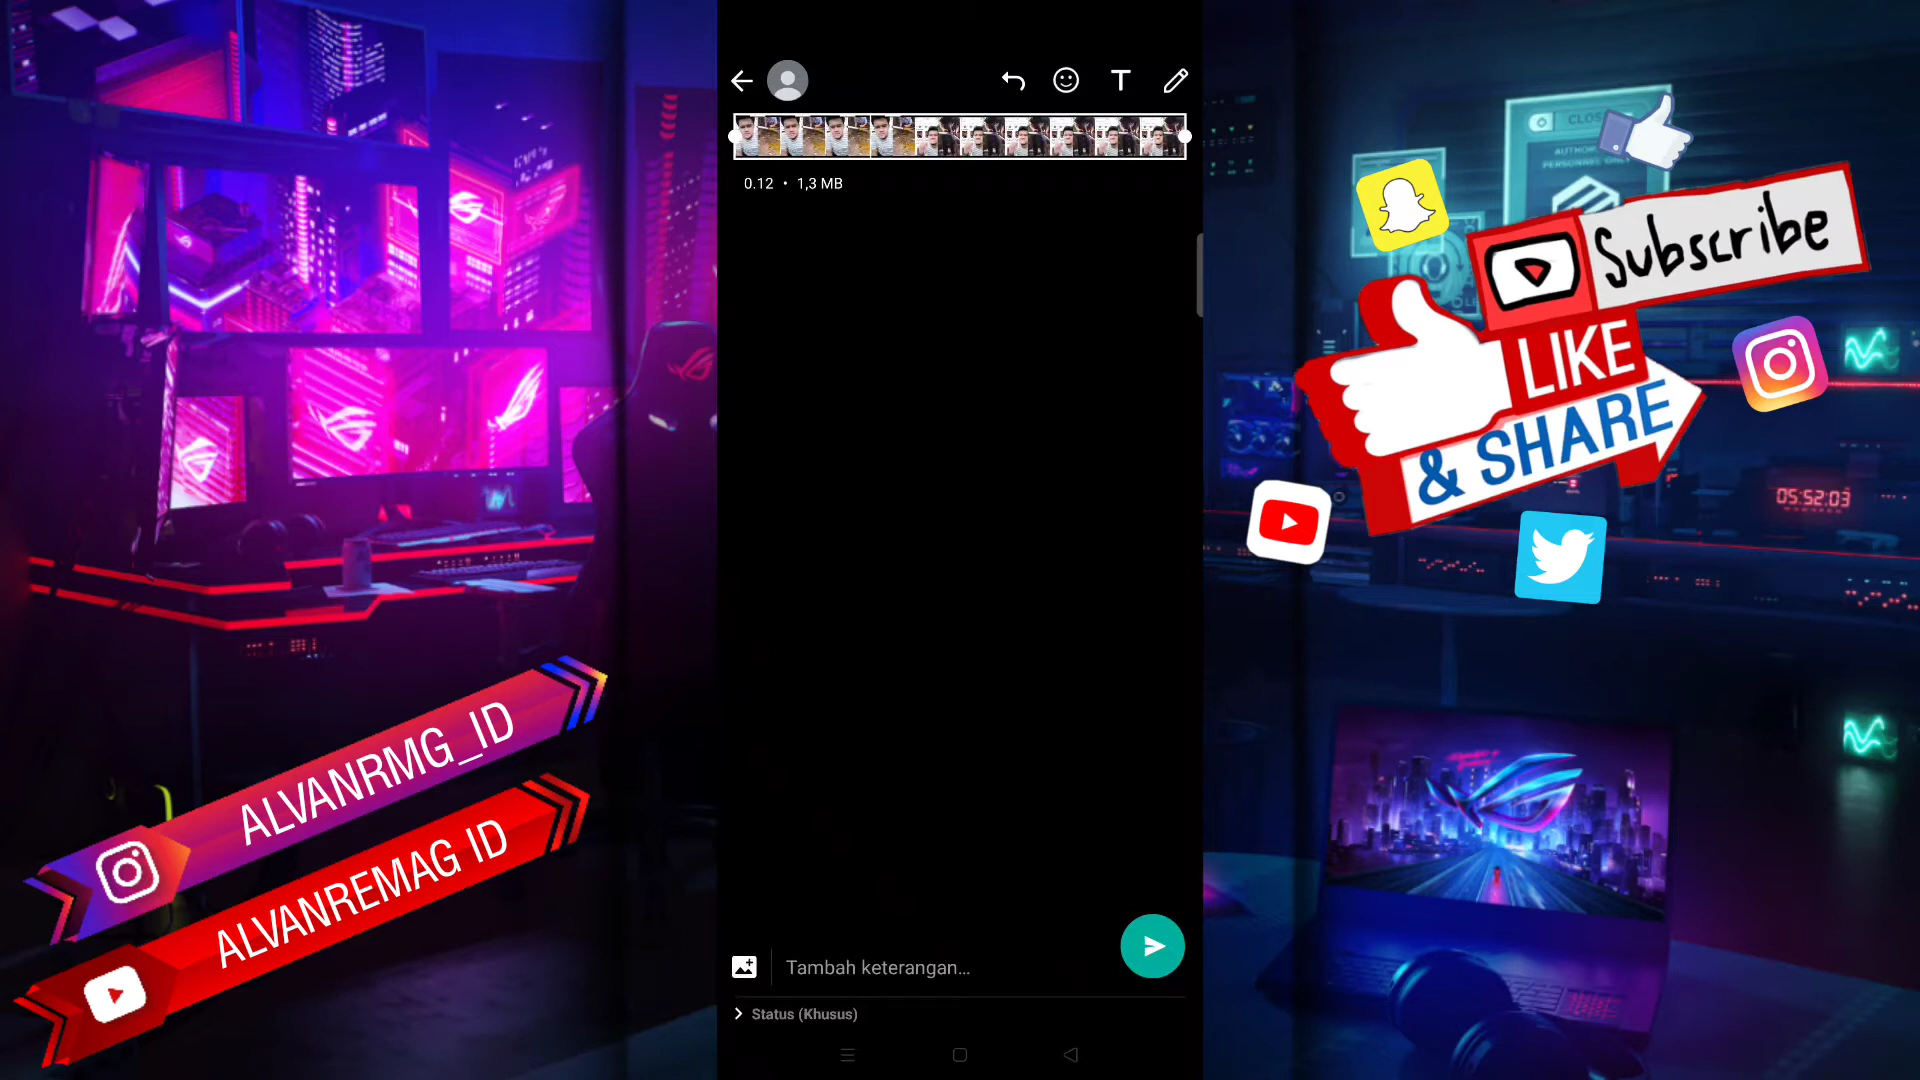 0.12 • 1,3 MB
Tambah keterangan...
Status (Khusus)
T
ALVANRMG_ID
ALVANREMAG ID
Subscribe
LIKE
& SHARE
05:52:03